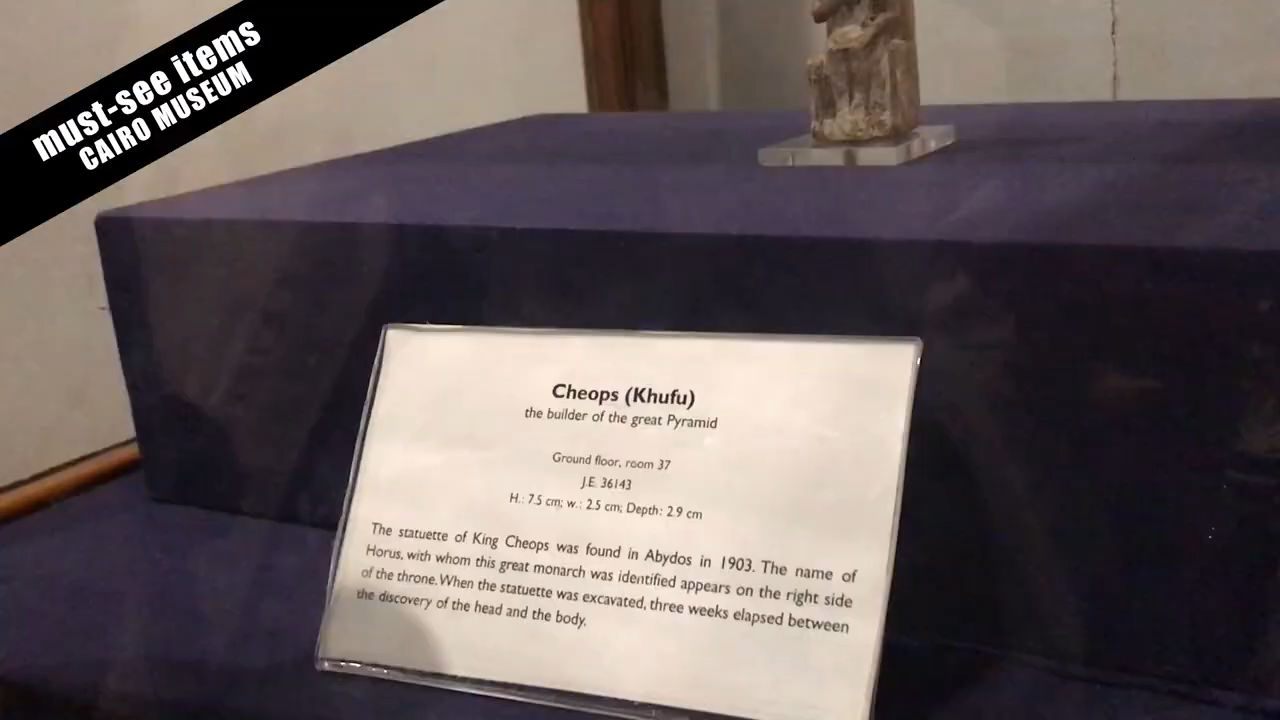 must-see items
CAIRO MUSEUM
Cheops (Khufu)
the builder of the great Pyramid
Ground floor, room 37
J.E. 36143
H.: 7.5 cm; w.: 2.5 cm; Depth: 2.9 cm
The statuette of King Cheops was found in Abydos in 1903. The name of
Horus, with whom this great monarch was identified appears on the right side
of the throne. When the statuette was excavated, three weeks elapsed between
the discovery of the head and the body.